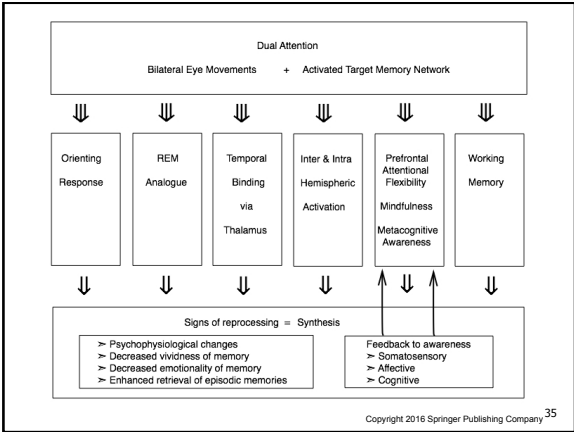 Dual Attention
Bilateral Eye Movements + Activated Target Memory Network
Orienting
Response
REM
Analogue
Temporal
Binding
via
Thalamus
Inter & Intra
Hemispheric
Activation
Prefrontal
Attentional
Flexibility
Mindfulness
Metacognitive
Awareness
Working
Memory
Signs of reprocessing = Synthesis
➣ Psychophysiological changes
➣ Decreased vividness of memory
➣ Decreased emotionality of memory
➣ Enhanced retrieval of episodic memories
Feedback to awareness
➣ Somatosensory
➣ Affective
➣ Cognitive
Copyright 2016 Springer Publishing Company 35